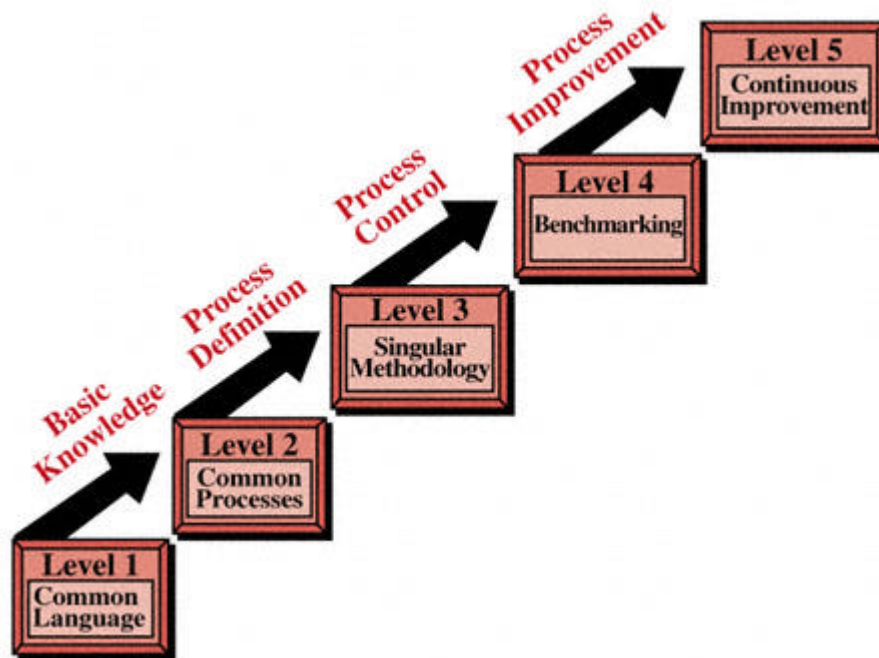 Process
Improvement
Level 5
Continuous
Improvement
Process
Control
Level 4
Benchmarking
Process
Definition
Level 3
Singular
Methodology
Basic
Knowledge
Level 2
Common
Processes
Level 1
Common
Language